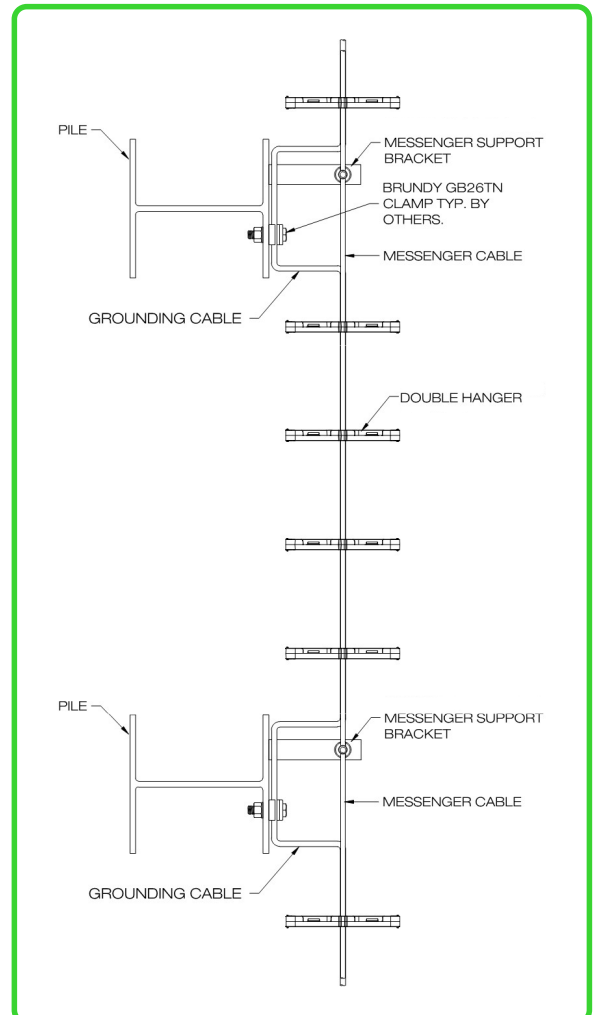 PILE
MESSENGER SUPPORT
BRACKET
BRUNDY GB26TN
CLAMP TYP. BY
OTHERS.
MESSENGER CABLE
GROUNDING CABLE
DOUBLE HANGER
PILE
MESSENGER SUPPORT
BRACKET
MESSENGER CABLE
GROUNDING CABLE